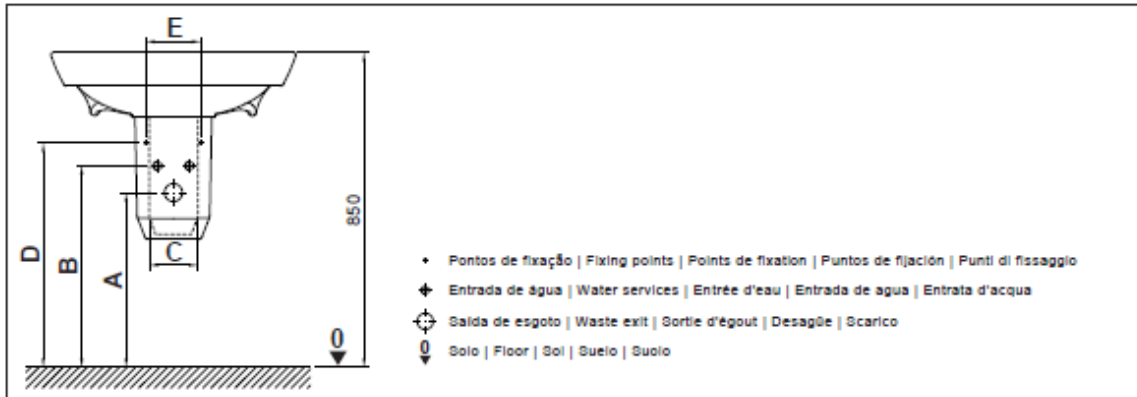 E
D
B
A
C
850
0
• Pontos de fixação | Fixing points | Points de fixation | Puntos de fijación | Punti di fissaggio
Entrada de água | Water services | Entrée d'eau | Entrada de agua | Entrata d'acqua
Saída de esgoto | Waste exit | Sortie d'égout | Desagüe | Scarico
0 Solo | Floor | Sol | Suelo | Suolo